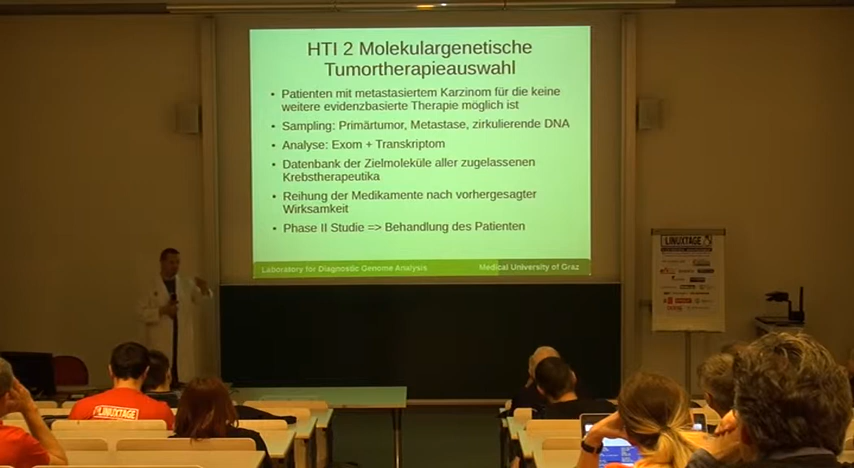 HTI 2 Molekulargenetische
Tumortherapieauswahl
• Patienten mit metastasiertem Karzinom für die keine
weitere evidenzbasierte Therapie möglich ist
• Sampling: Primärtumor, Metastase, zirkulierende DNA
• Analyse: Exom + Transkriptom
• Datenbank der Zielmoleküle aller zugelassenen
Krebstherapeutika
• Reihung der Medikamente nach vorhergesagter
Wirksamkeit
• Phase II Studie => Behandlung des Patienten
Laboratory for Diagnostic Genome Analysis
Medical University of Graz
LINUXTAGE
LINUXTAGE